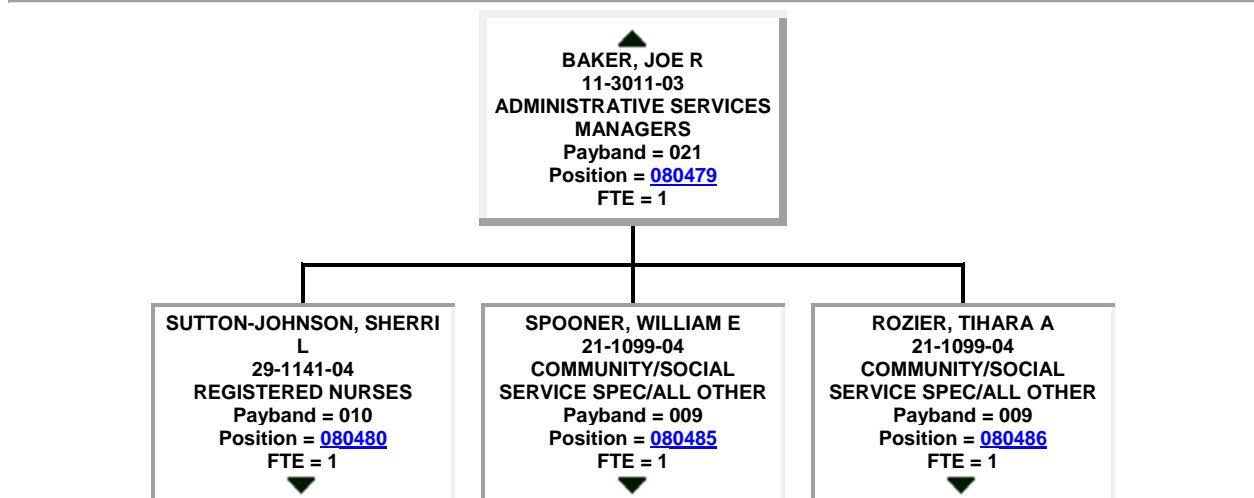 BAKER, JOE R
11-3011-03
ADMINISTRATIVE SERVICES
MANAGERS
Payband = 021
Position = 080479
FTE = 1
SUTTON-JOHNSON, SHERRI
L
29-1141-04
REGISTERED NURSES
Payband = 010
Position = 080480
FTE = 1
SPOONER, WILLIAM E
21-1099-04
COMMUNITY/SOCIAL
SERVICE SPEC/ALL OTHER
Payband = 009
Position = 080485
FTE = 1
ROZIER, TIHARA A
21-1099-04
COMMUNITY/SOCIAL
SERVICE SPEC/ALL OTHER
Payband = 009
Position = 080486
FTE = 1